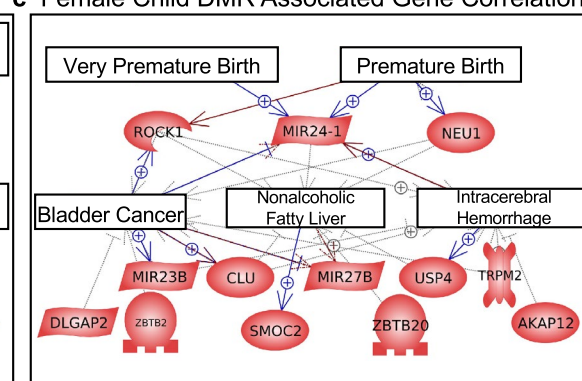 c Female Child DMR Associated Gene Correlation
Very Premature Birth
Premature Birth
ROCK1
MIR24-1
NEU1
Bladder Cancer
Nonalcoholic
Fatty Liver
Intracerebral
Hemorrhage
MIR23B
CLU
MIR27B
USP4
TRPM2
DLGAP2
ZBTB2
SMOC2
ZBTB20
AKAP12